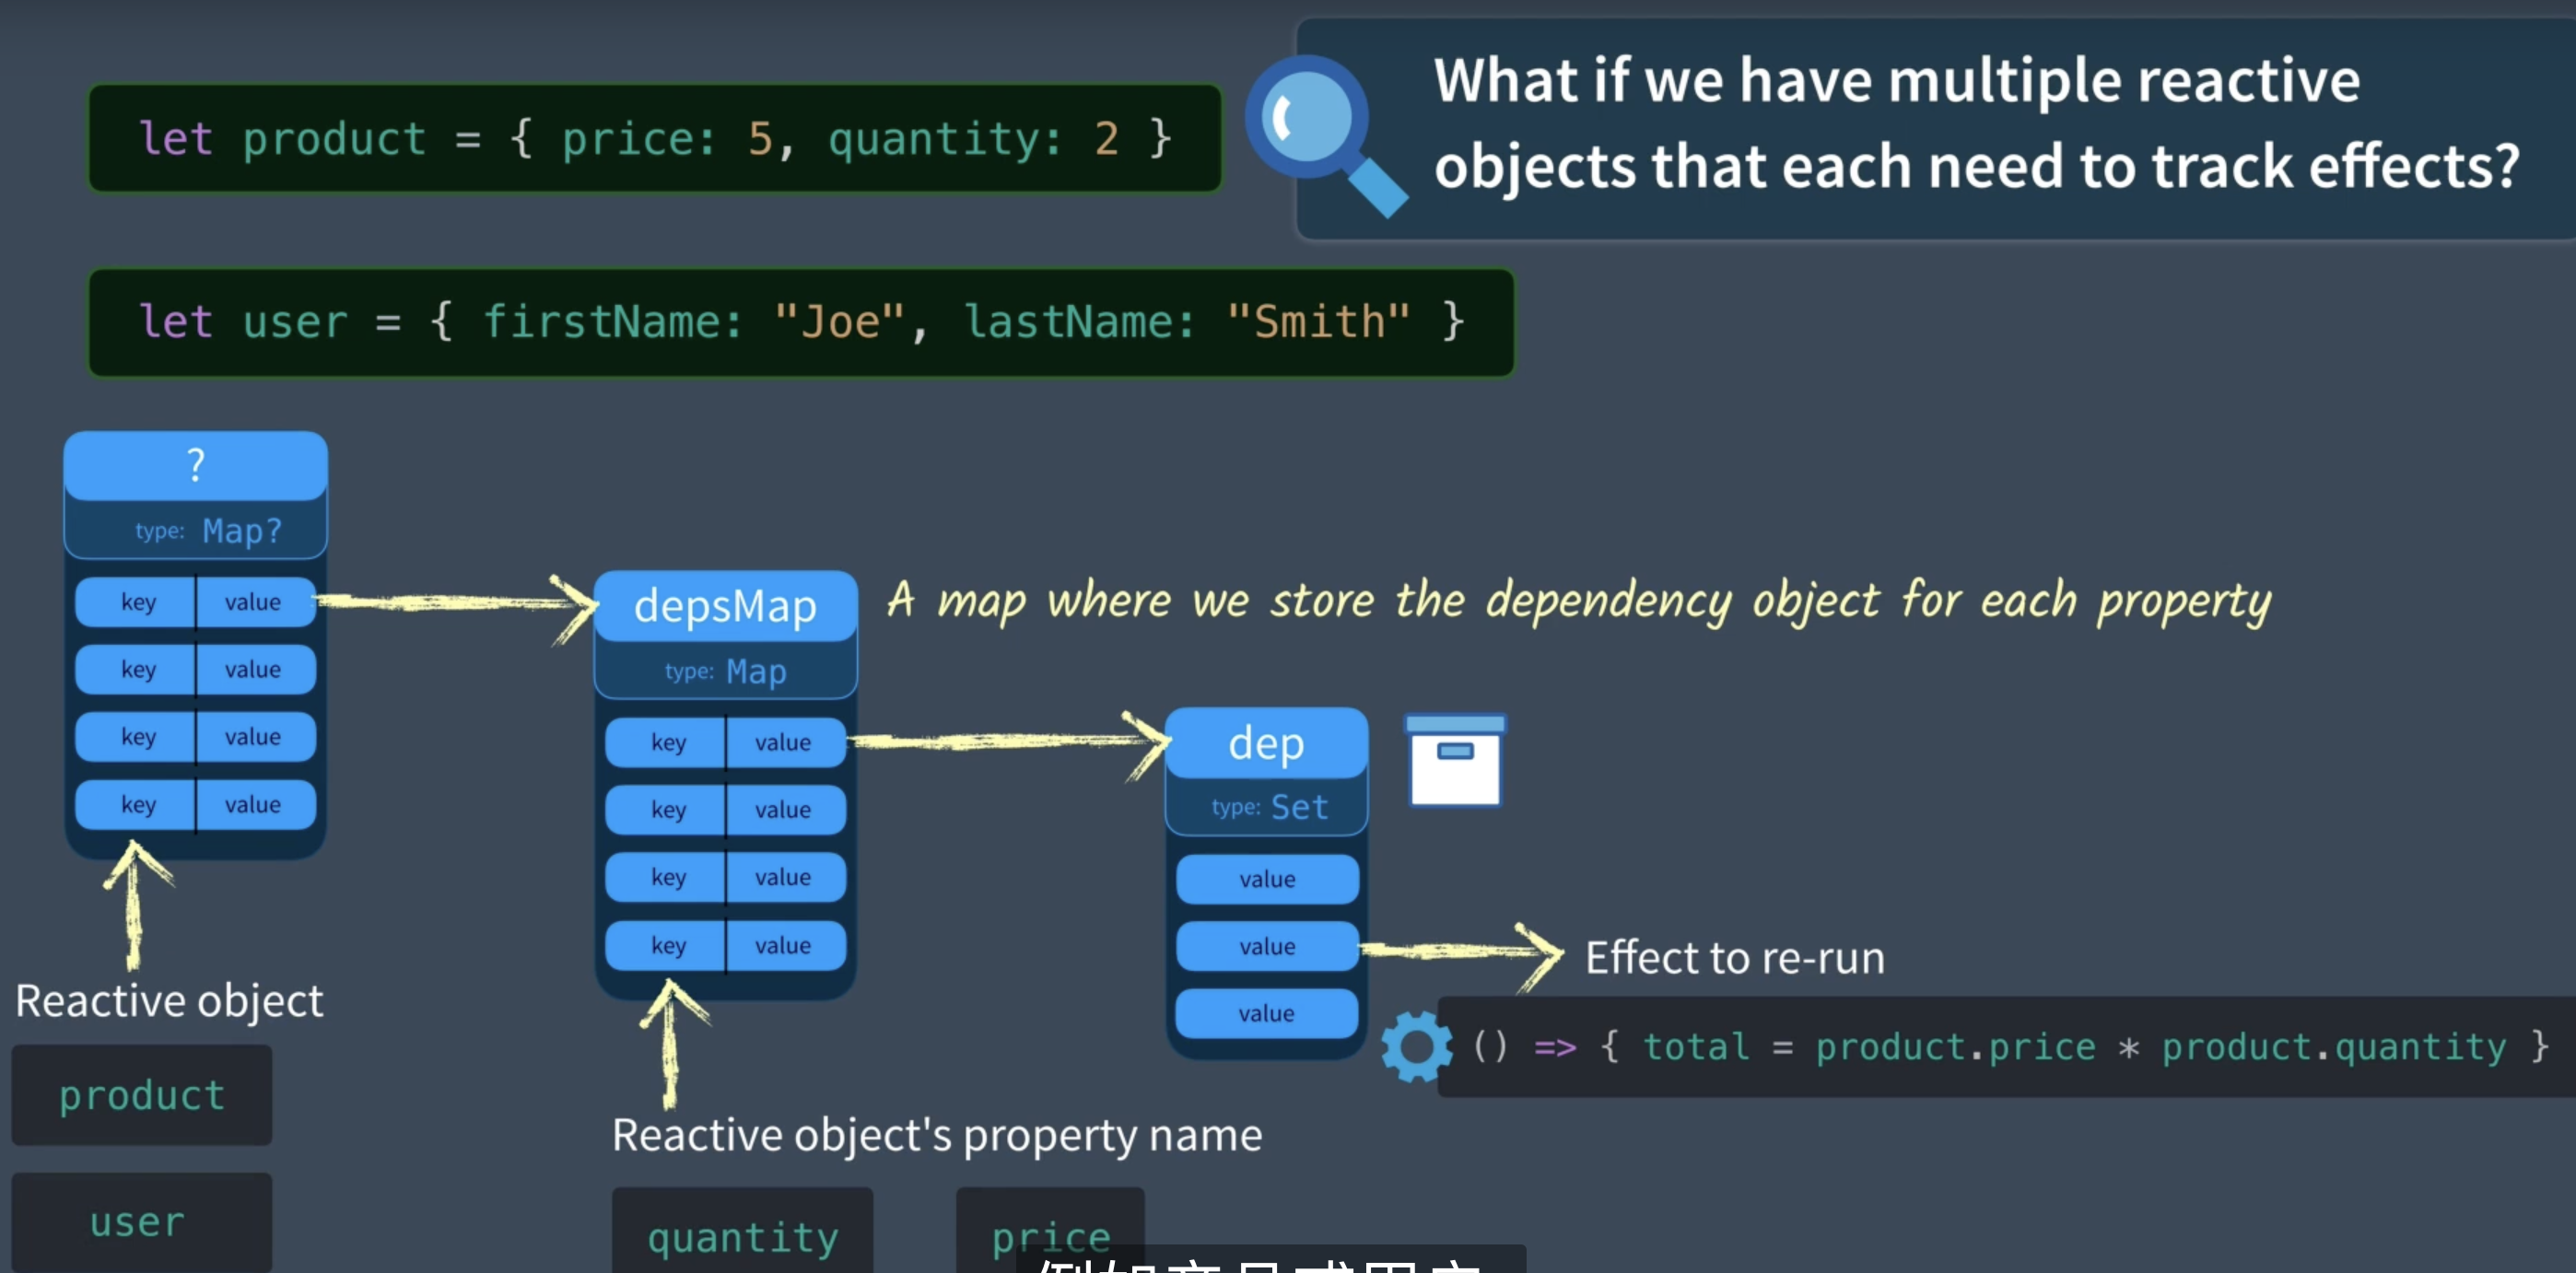 let product = { price: 5, quantity: 2 }
What if we have multiple reactive
objects that each need to track effects?
let user = { firstName: "Joe", lastName: "Smith" }
?
type: Map?
key value
key value
key value
key value
Reactive object
product
user
depsMap
type: Map
A map where we store the dependency object for each property
key value
key value
key value
key value
Reactive object's property name
quantity
price
dep
type: Set
value
value
value
Effect to re-run
() => { total = product.price * product.quantity }